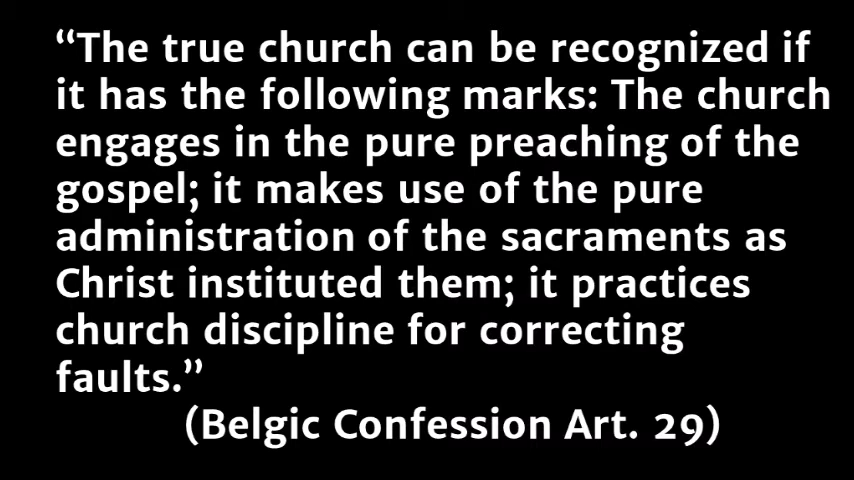 “The true church can be recognized if
it has the following marks: The church
engages in the pure preaching of the
gospel; it makes use of the pure
administration of the sacraments as
Christ instituted them; it practices
church discipline for correcting
faults.”
(Belgic Confession Art. 29)